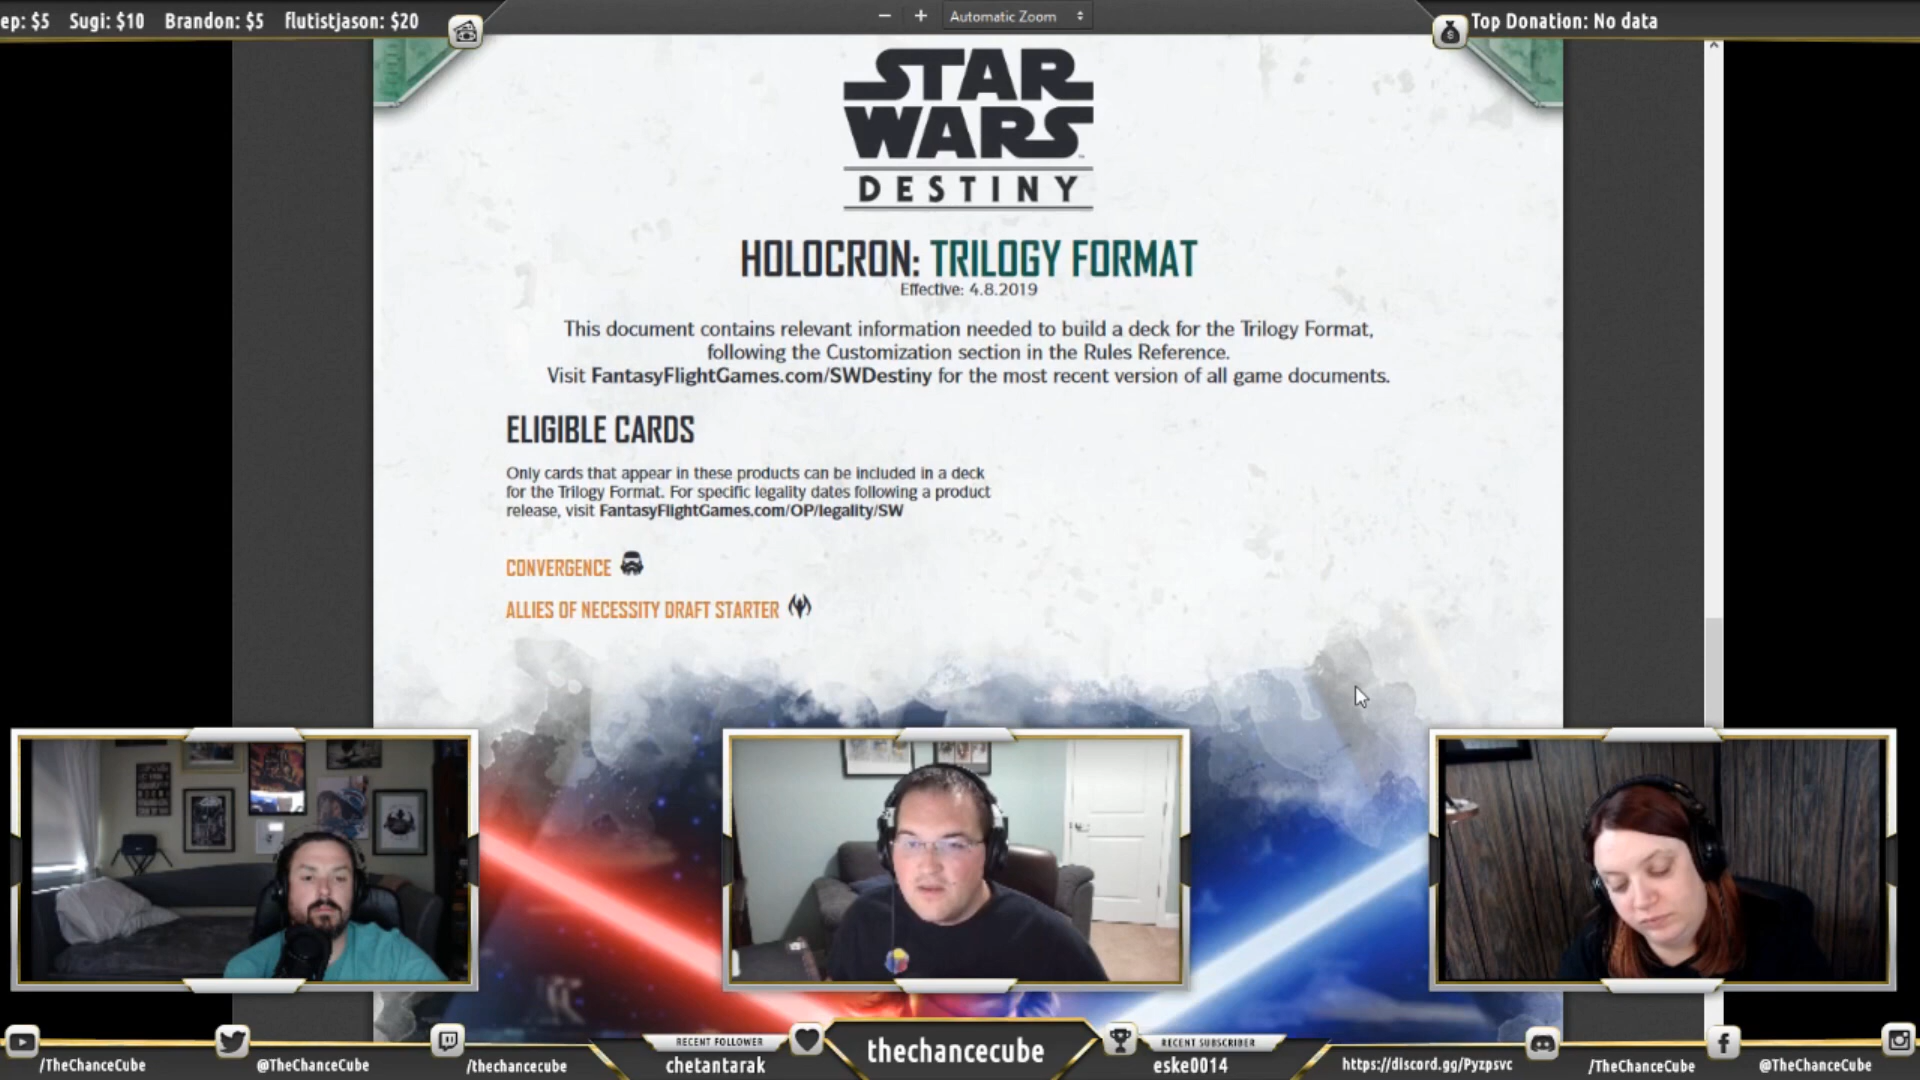 ep: $5 Sugi: $10 Brandon: $5 flutistjason: $20
Automatic Zoom
Top Donation: No data
STAR
WARS
DESTINY
HOLOCRON: TRILOGY FORMAT
Effective: 4.8.2019
This document contains relevant information needed to build a deck for the Trilogy Format,
following the Customization section in the Rules Reference.
Visit FantasyFlightGames.com/SWDestiny for the most recent version of all game documents.
ELIGIBLE CARDS
Only cards that appear in these products can be included in a deck
for the Trilogy Format. For specific legality dates following a product
release, visit FantasyFlightGames.com/OP/legality/SW
CONVERGENCE
ALLIES OF NECESSITY DRAFT STARTER
RECENT FOLLOWER
chetantarak
thechancecube
RECENT SUBSCRIBER
eske0014
/TheChanceCube
@TheChanceCube
/thechancecube
https://discord.gg/Pyzpsvc
/TheChanceCube
@TheChanceCube